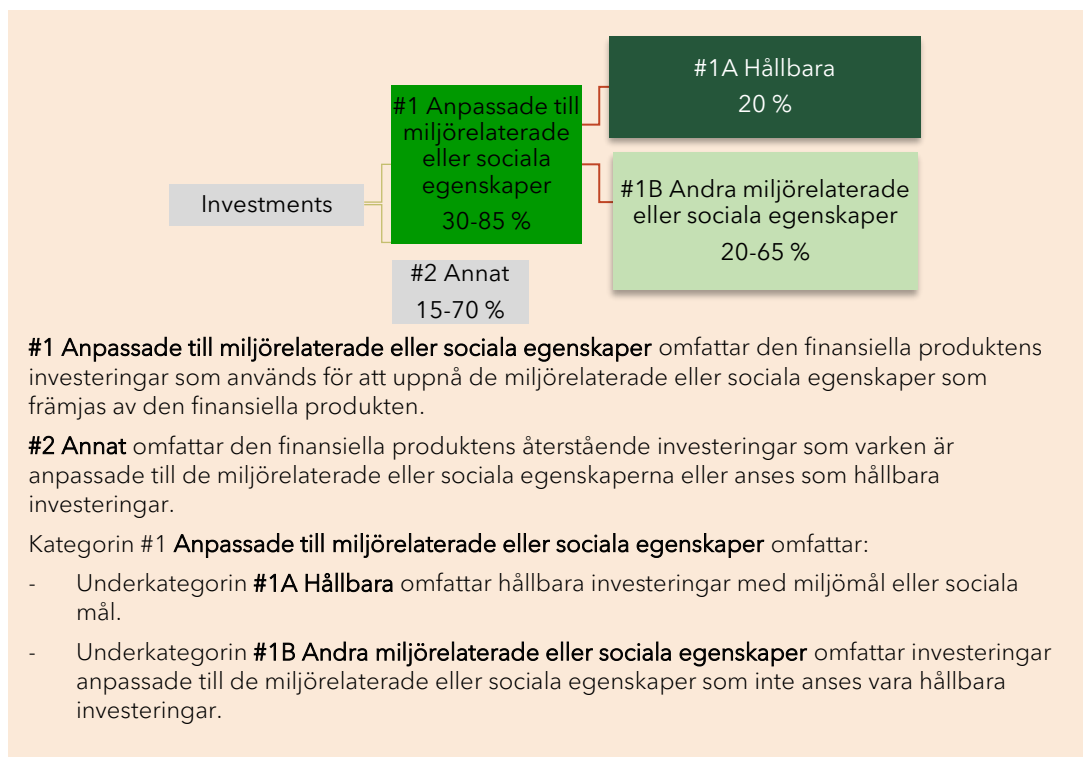 #1A Hållbara
20 %
#1 Anpassade till
miljörelaterade
eller sociala
egenskaper
30-85 %
#1B Andra miljörelaterade
eller sociala egenskaper
20-65 %
Investments
#2 Annat
15-70 %
#1 Anpassade till miljörelaterade eller sociala egenskaper omfattar den finansiella produktens
investeringar som används för att uppnå de miljörelaterade eller sociala egenskaper som
främjas av den finansiella produkten.
#2 Annat omfattar den finansiella produktens återstående investeringar som varken är
anpassade till de miljörelaterade eller sociala egenskaperna eller anses som hållbara
investeringar.
Kategorin #1 Anpassade till miljörelaterade eller sociala egenskaper omfattar:
- Underkategorin #1A Hållbara omfattar hållbara investeringar med miljömål eller sociala
mål.
- Underkategorin #1B Andra miljörelaterade eller sociala egenskaper omfattar investeringar
anpassade till de miljörelaterade eller sociala egenskaper som inte anses vara hållbara
investeringar.